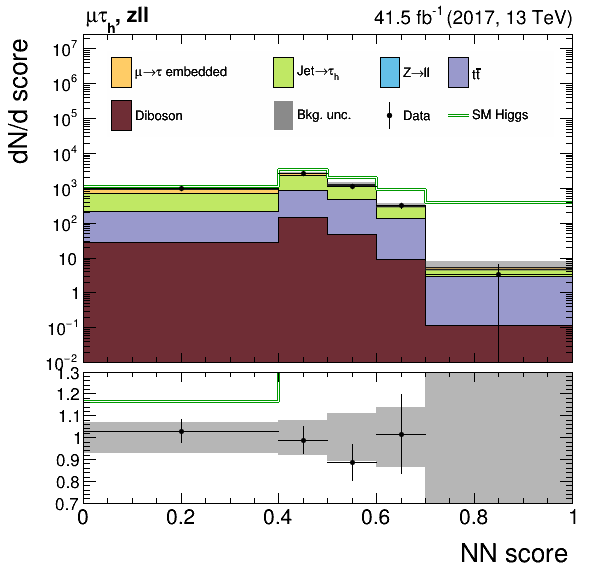 μτh, zll
41.5 fb⁻¹ (2017, 13 TeV)
dN/d score
10⁷
10⁶
10⁵
10⁴
10³
10²
10
1
10⁻¹
10⁻²
μ→τ embedded
Jet→τh
Z→ll
tt̅
Diboson
Bkg. unc.
Data
SM Higgs
1.3
1.2
1.1
1
0.9
0.8
0.7
0 0.2 0.4 0.6 0.8 1
NN score